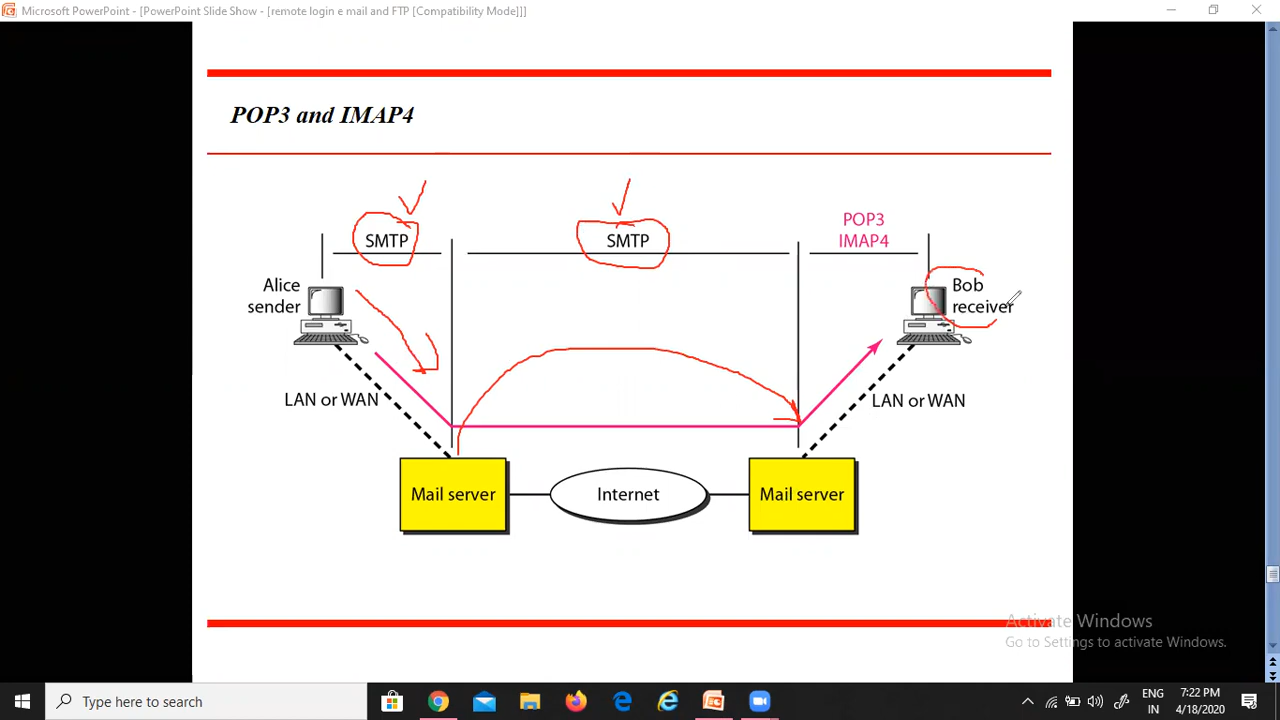 Microsoft PowerPoint - [PowerPoint Slide Show - [remote login e mail and FTP [Compatibility Mode]]]
POP3 and IMAP4
SMTP
SMTP
POP3
IMAP4
Alice
sender
Bob
receiver
LAN or WAN
LAN or WAN
Mail server
Internet
Mail server
Activate Windows
Go to Settings to activate Windows.
Type here to search
ENG
IN
7:22 PM
4/18/2020